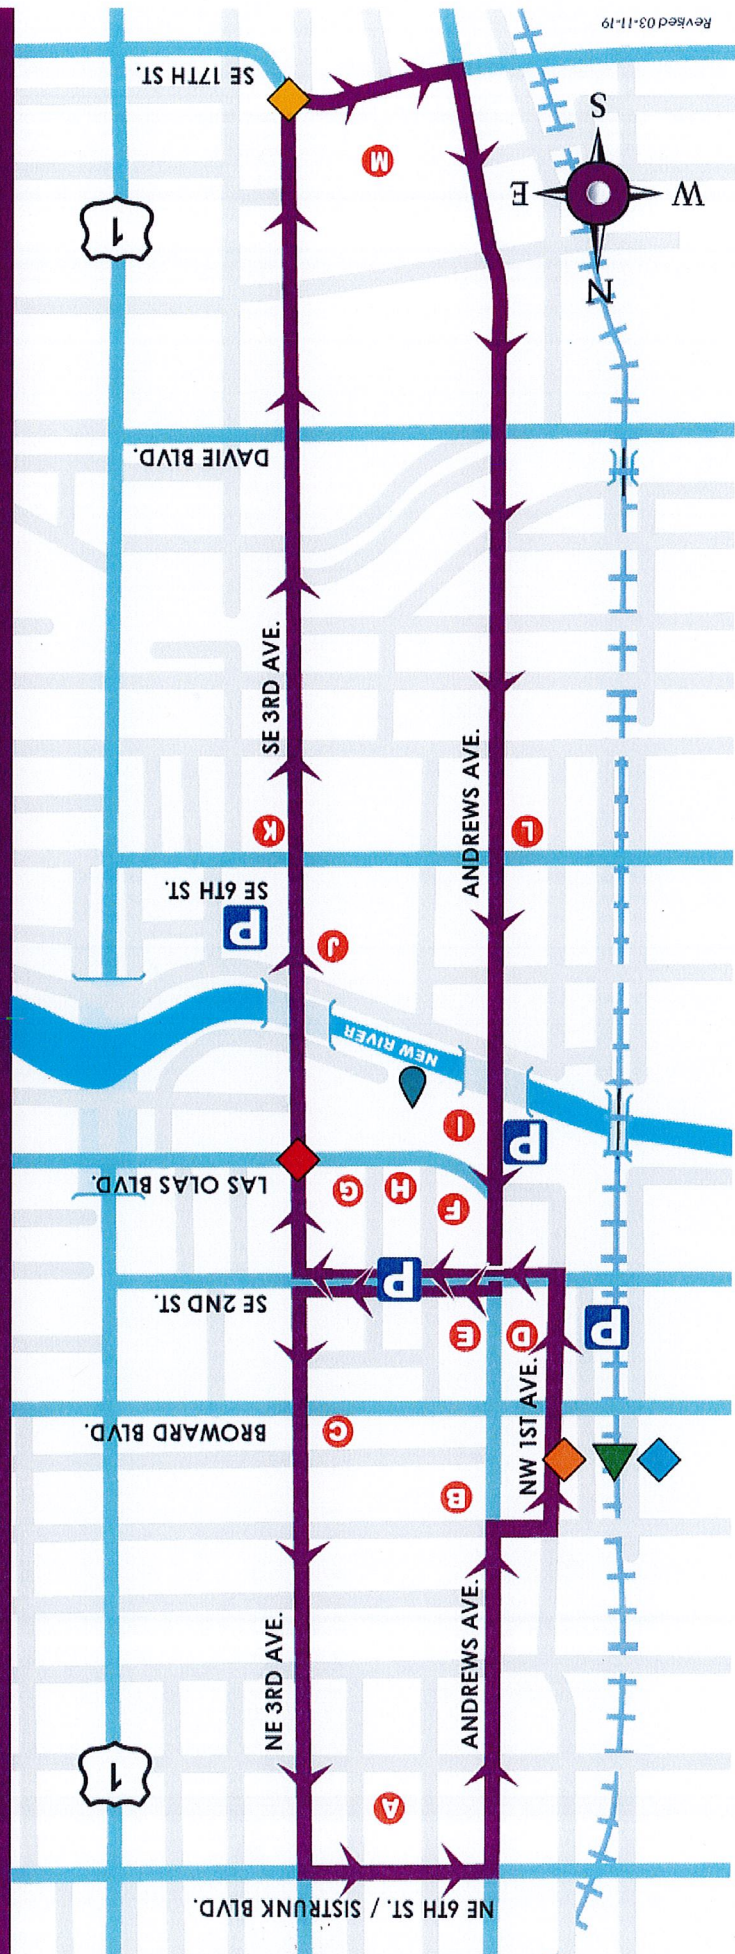 NE 6TH ST. / SISTRUNK BLVD.
A
1
ANDREWS AVE.
NE 3RD AVE.
B
NW 1ST AVE.
C
BROWARD BLVD.
P
D
E
SE 2ND ST.
P
F
H
G
LAS OLAS BLVD.
P
I
NEW RIVER
J
P
SE 6TH ST.
L
K
ANDREWS AVE.
SE 3RD AVE.
DAVIE BLVD.
N
W
E
S
1
M
SE 17TH ST.
Revised 03-11-19